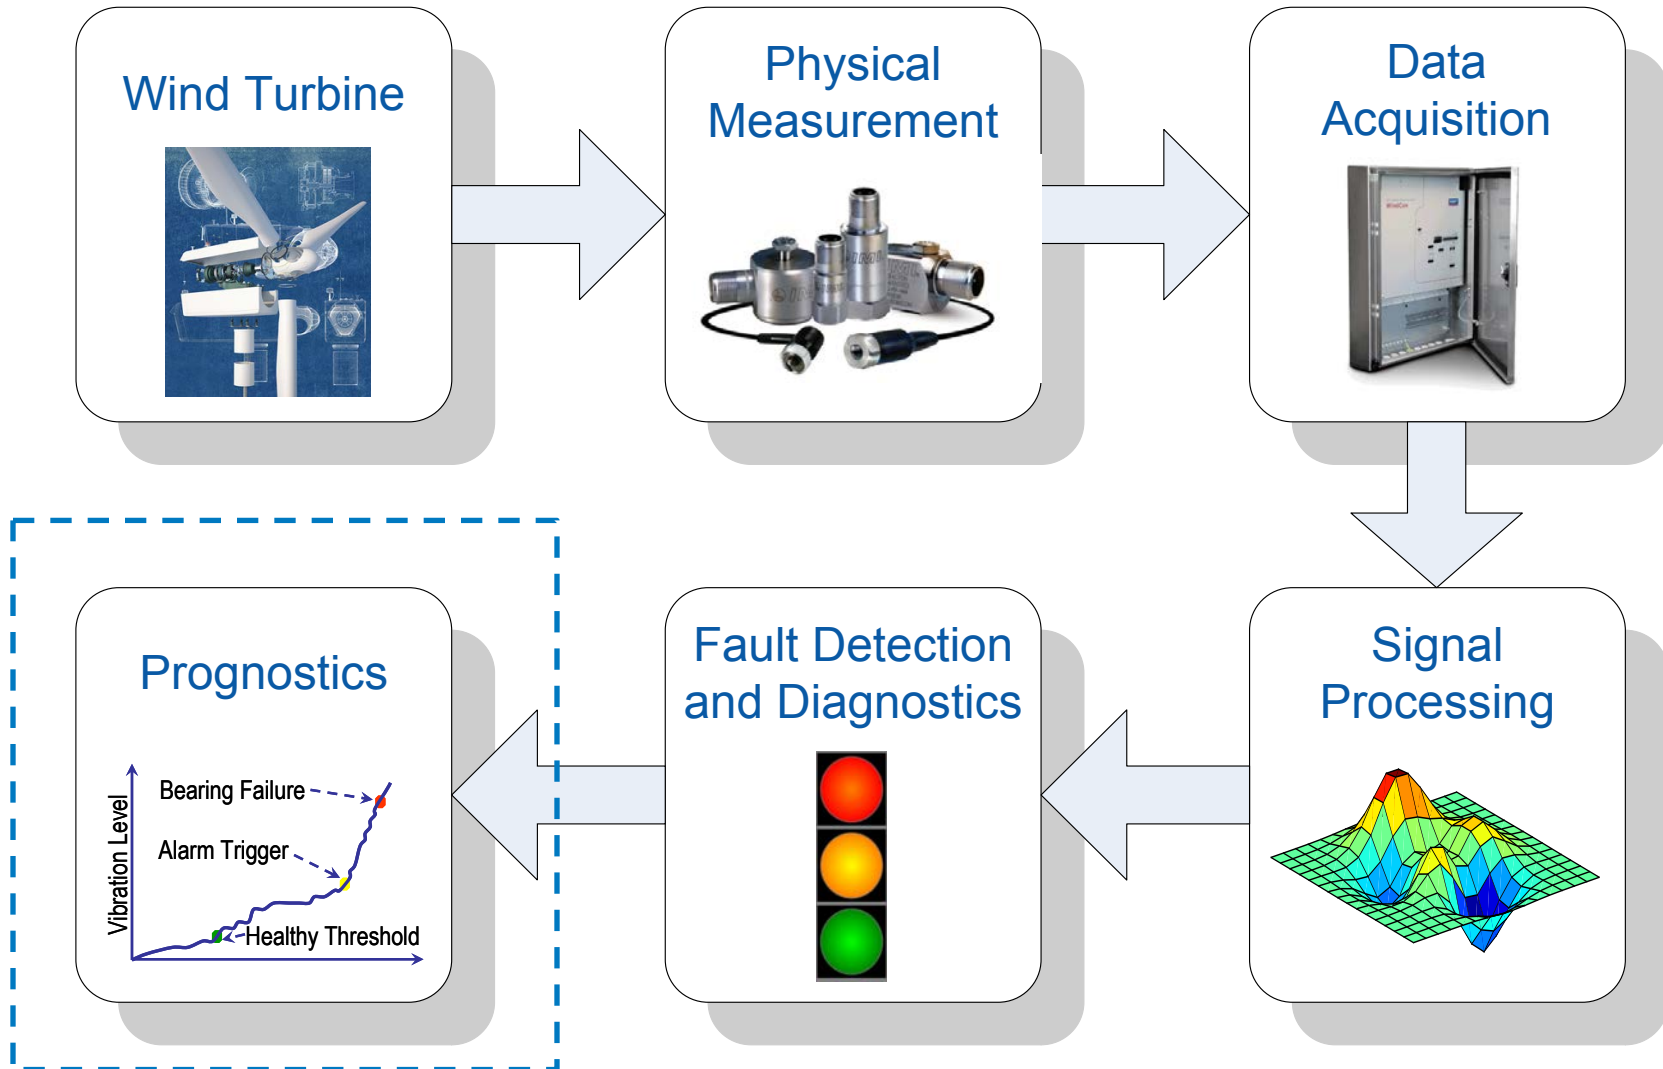 Wind Turbine
Physical
Measurement
Data
Acquisition
Prognostics
Vibration Level
Bearing Failure
Alarm Trigger
Healthy Threshold
Fault Detection
and Diagnostics
Signal
Processing